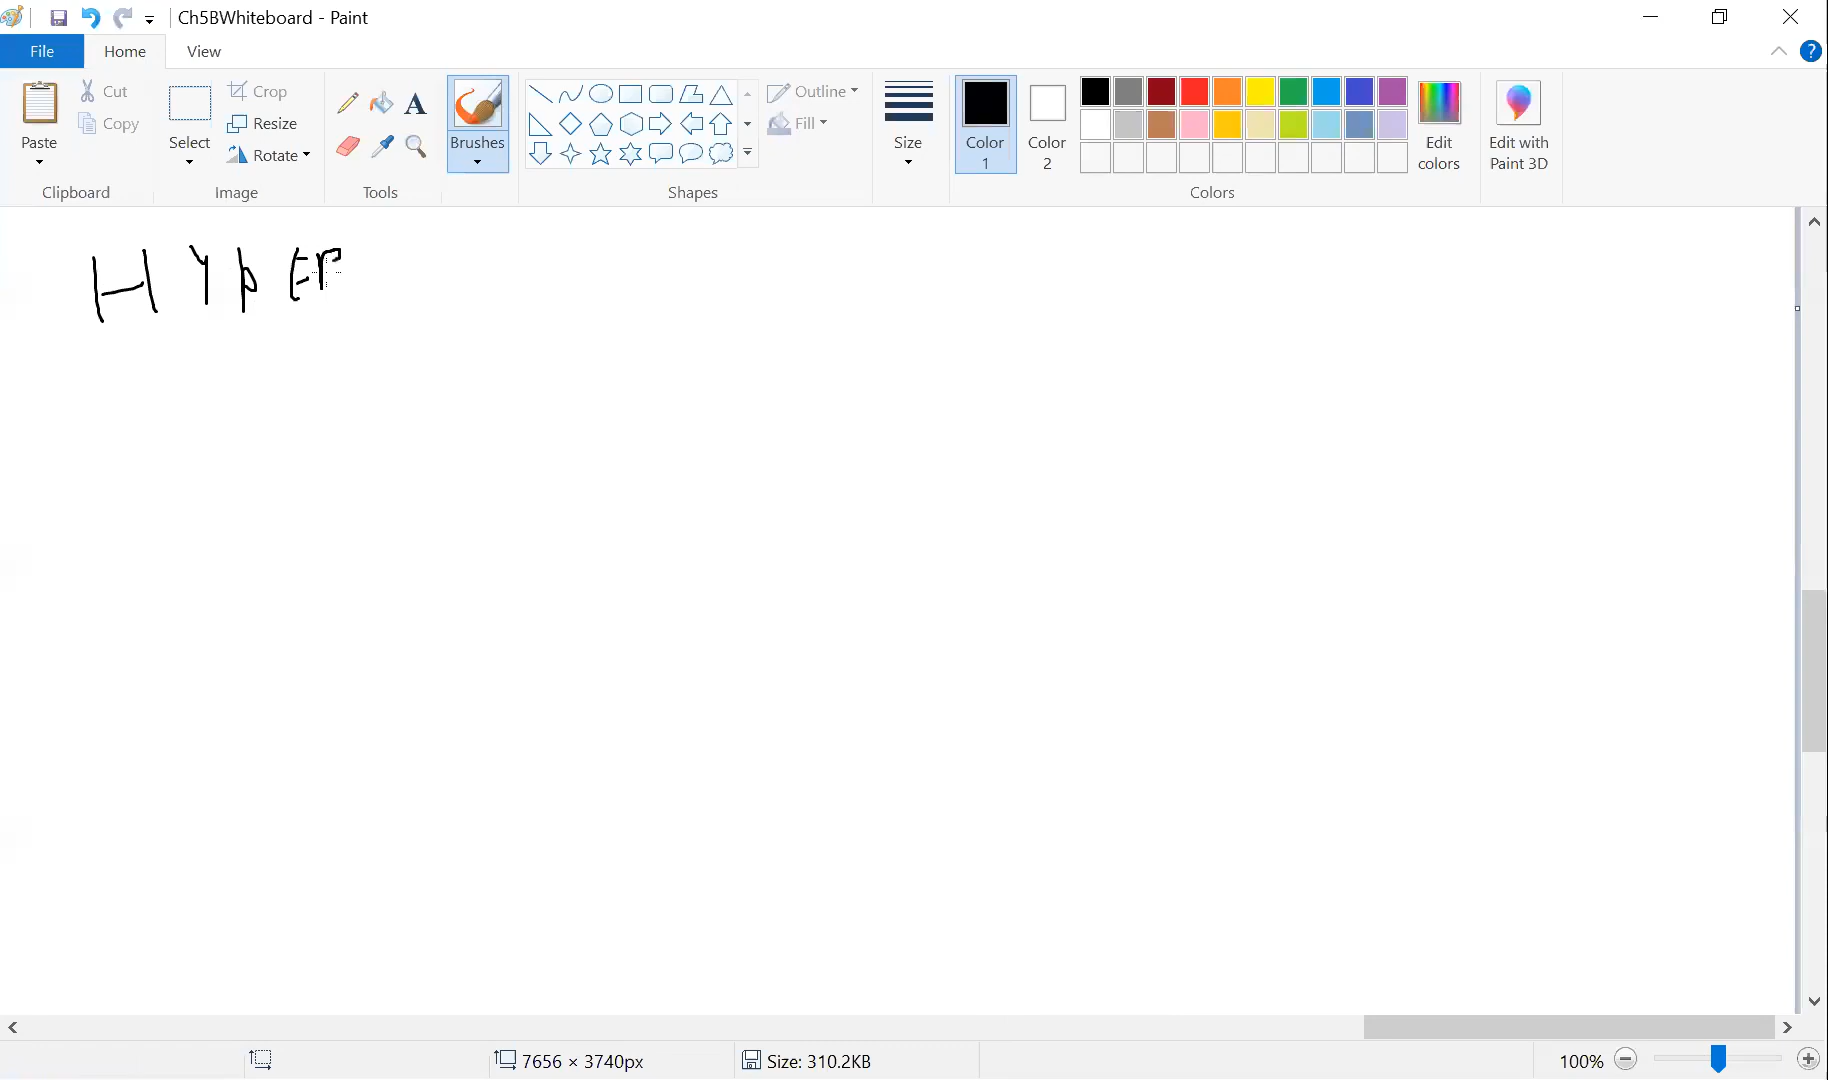 Ch5BWhiteboard - Paint
File Home View
Paste Cut Copy Clipboard
Select Crop Resize Rotate Image
Tools
Brushes
Shapes Outline Fill
Size
Color 1 Color 2 Colors
Edit colors
Edit with Paint 3D
HYpER
7656 × 3740px Size: 310.2KB 100%